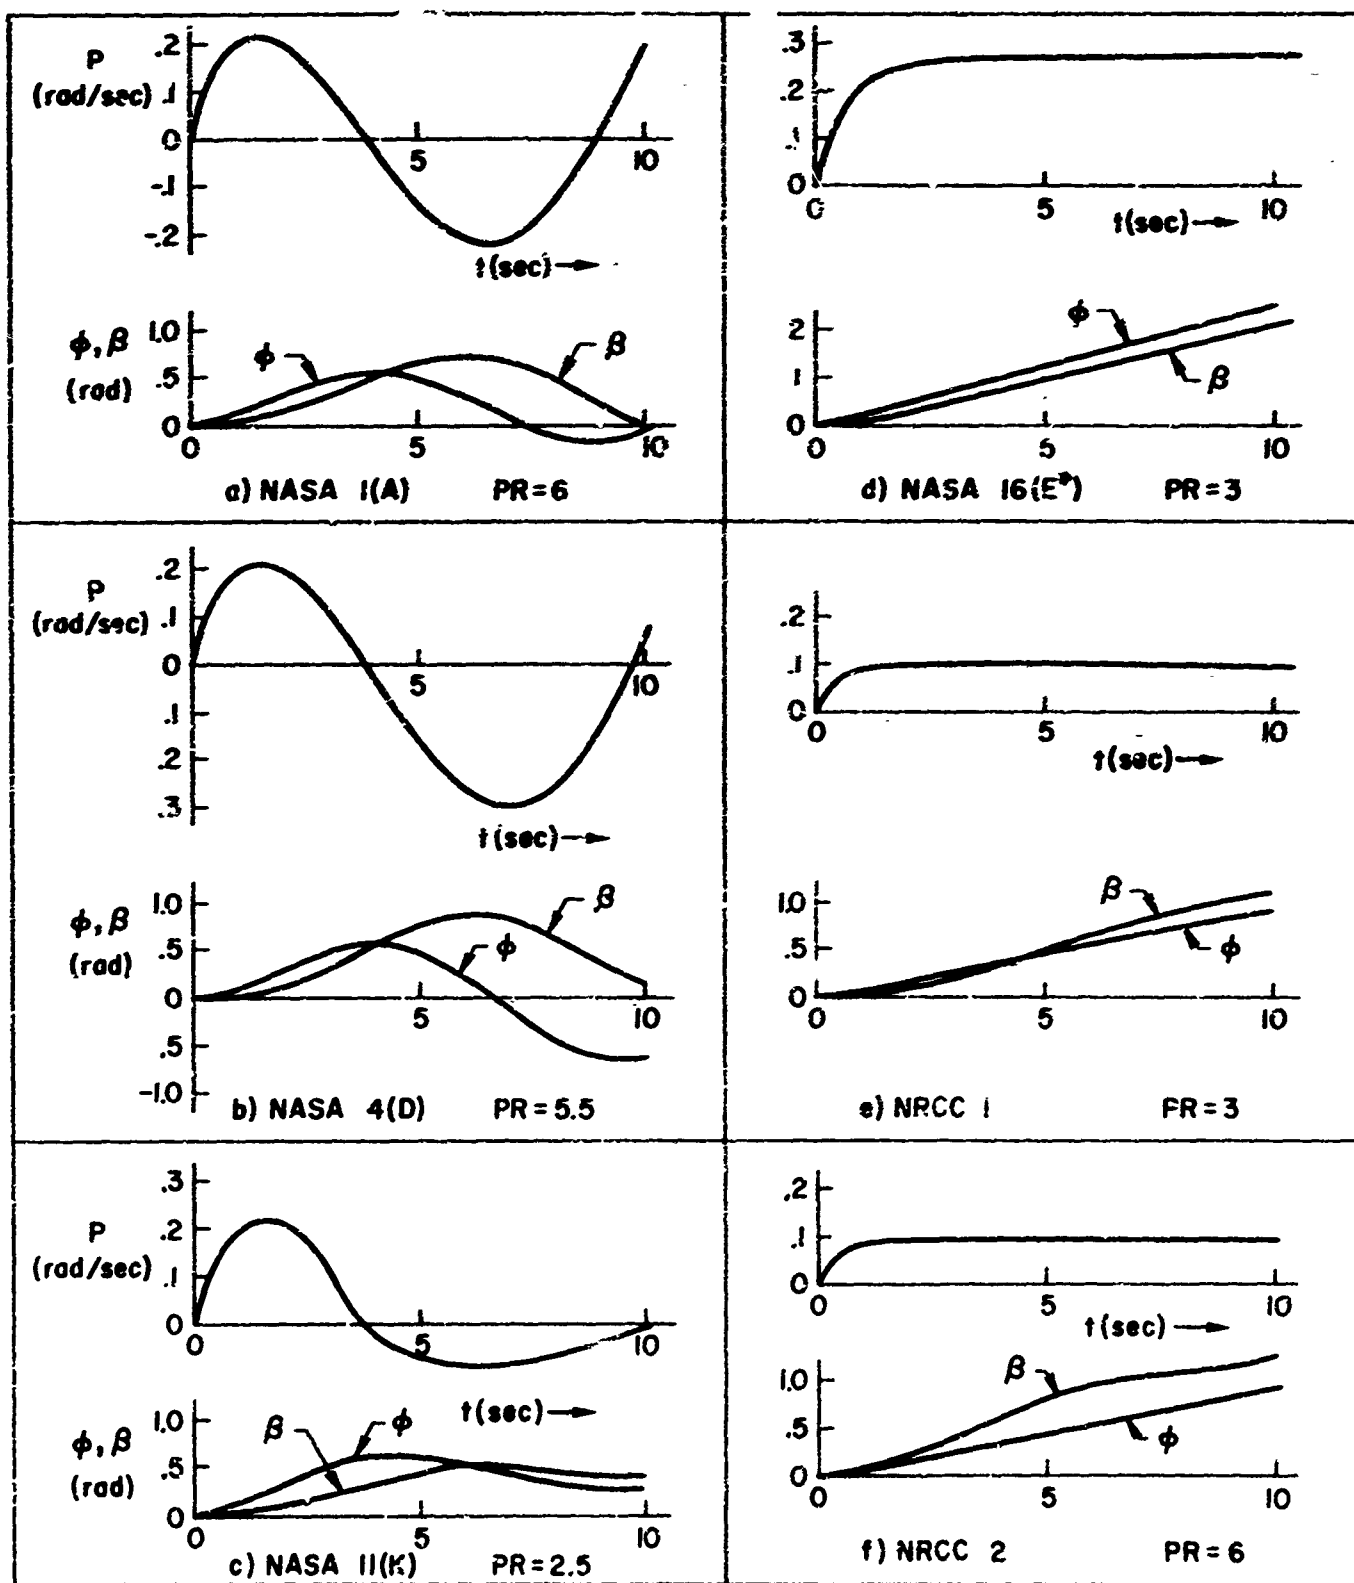 P
(rad/sec)
.2
.1
0
-.1
-.2
5
10
t(sec)
ϕ, β
(rad)
1.0
.5
0
ϕ
β
0
5
10
a) NASA 1(A) PR=6
.3
.2
.1
0
0
5
10
t(sec)
2
1
0
ϕ
β
0
5
10
d) NASA 16(E*) PR=3
P
(rad/sec)
.2
.1
0
.1
.2
.3
5
10
t(sec)
ϕ, β
(rad)
1.0
.5
0
.5
-1.0
β
ϕ
5
10
b) NASA 4(D) PR=5.5
.2
.1
0
0
5
10
t(sec)
1.0
.5
0
β
ϕ
0
5
10
e) NRCC 1 PR=3
P
(rad/sec)
.3
.2
.1
0
0
5
10
t(sec)
ϕ, β
(rad)
1.0
.5
0
β
ϕ
0
5
10
c) NASA 11(K) PR=2.5
.2
.1
0
0
5
10
t(sec)
1.0
.5
0
β
ϕ
0
5
10
f) NRCC 2 PR=6